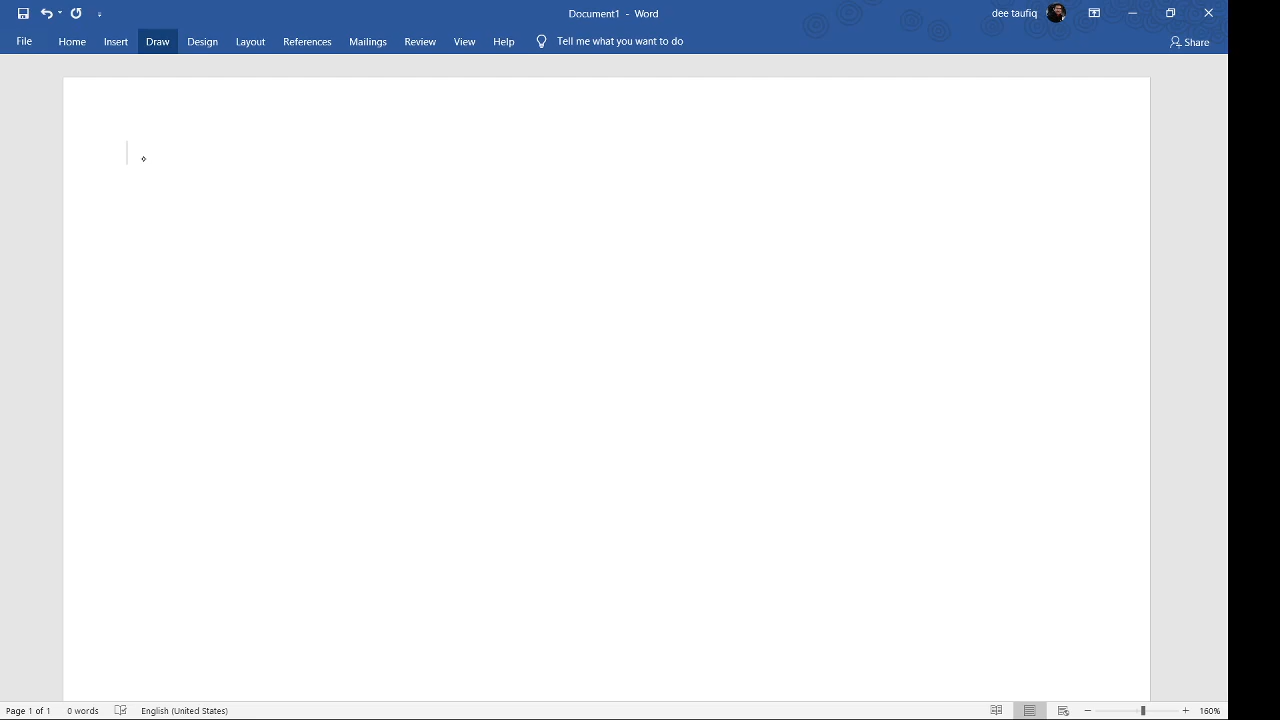 Document1 - Word
dee taufiq
File Home Insert Draw Design Layout References Mailings Review View Help Tell me what you want to do Share
Page 1 of 1 0 words English (United States) 160%